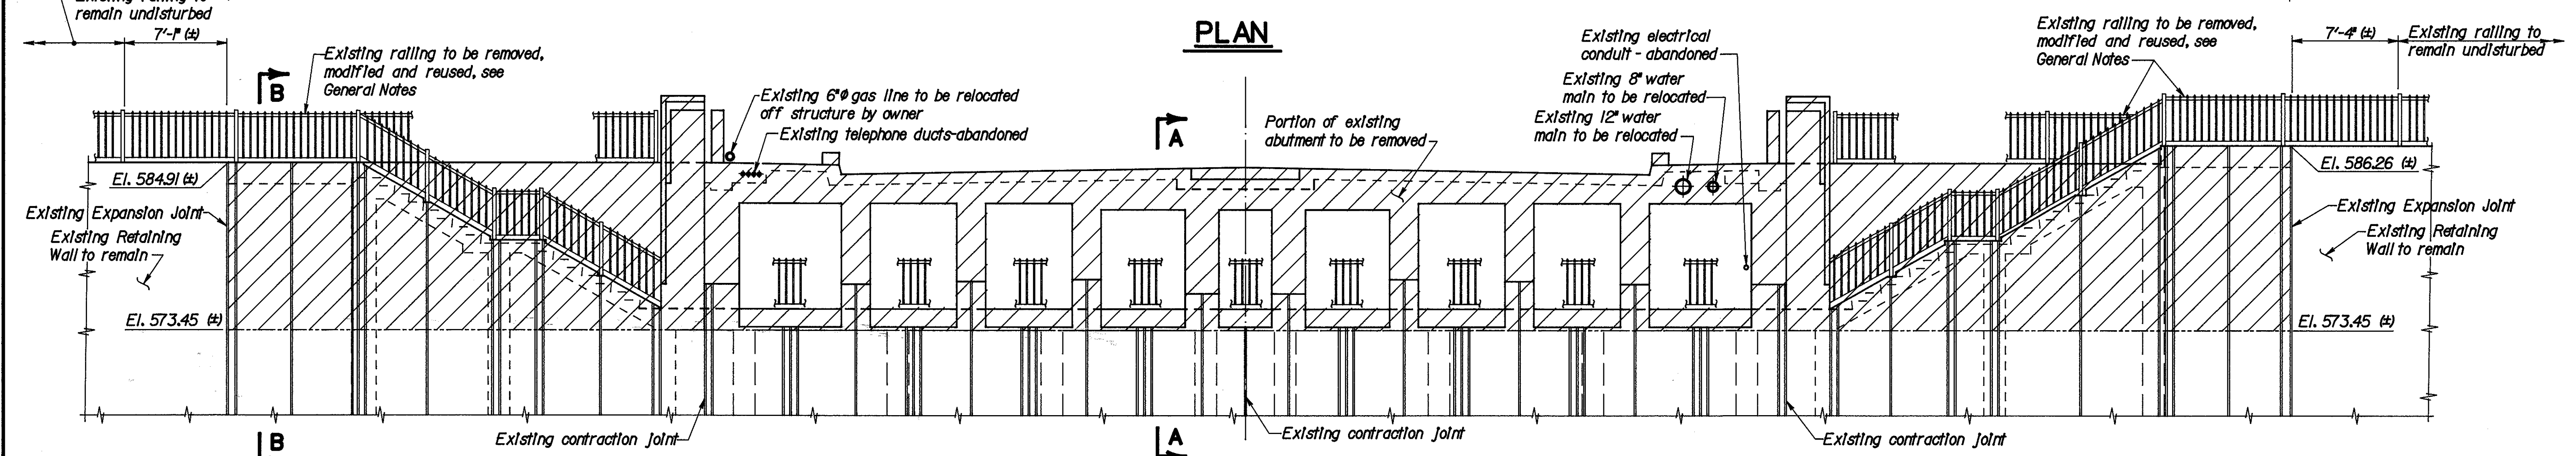 remain undisturbed
7'-1" (±)
B
Existing railing to be removed,
modified and reused, see
General Notes
Existing 6"Ø gas line to be relocated
off structure by owner
Existing telephone ducts-abandoned
PLAN
A
Portion of existing
abutment to be removed
Existing electrical
conduit - abandoned
Existing 8" water
main to be relocated
Existing 12" water
main to be relocated
Existing railing to be removed,
modified and reused, see
General Notes
7'-4" (±)
Existing railing to
remain undisturbed
El. 584.91 (±)
Existing Expansion Joint
Existing Retaining
Wall to remain
El. 573.45 (±)
El. 586.26 (±)
Existing Expansion Joint
Existing Retaining
Wall to remain
El. 573.45 (±)
B
Existing contraction joint
A
Existing contraction joint
Existing contraction joint